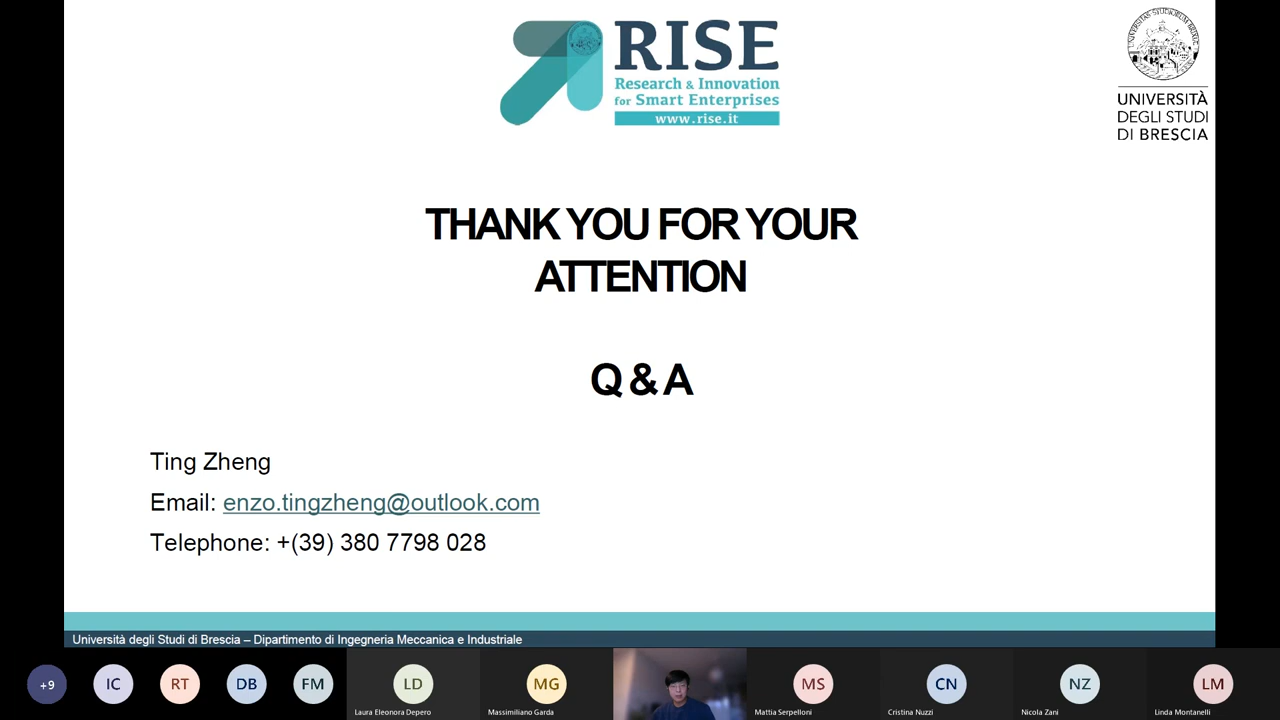 RISE
Research & Innovation
for Smart Enterprises
www.rise.it
UNIVERSITÀ
DEGLI STUDI
DI BRESCIA
THANK YOU FOR YOUR
ATTENTION
Q & A
Ting Zheng
Email: enzo.tingzheng@outlook.com
Telephone: +(39) 380 7798 028
Università degli Studi di Brescia – Dipartimento di Ingegneria Meccanica e Industriale
+9
IC
RT
DB
FM
LD
MG
MS
CN
NZ
LM
Laura Eleonora Depero
Massimiliano Garda
Mattia Serpelloni
Cristina Nuzzi
Nicola Zani
Linda Montanelli